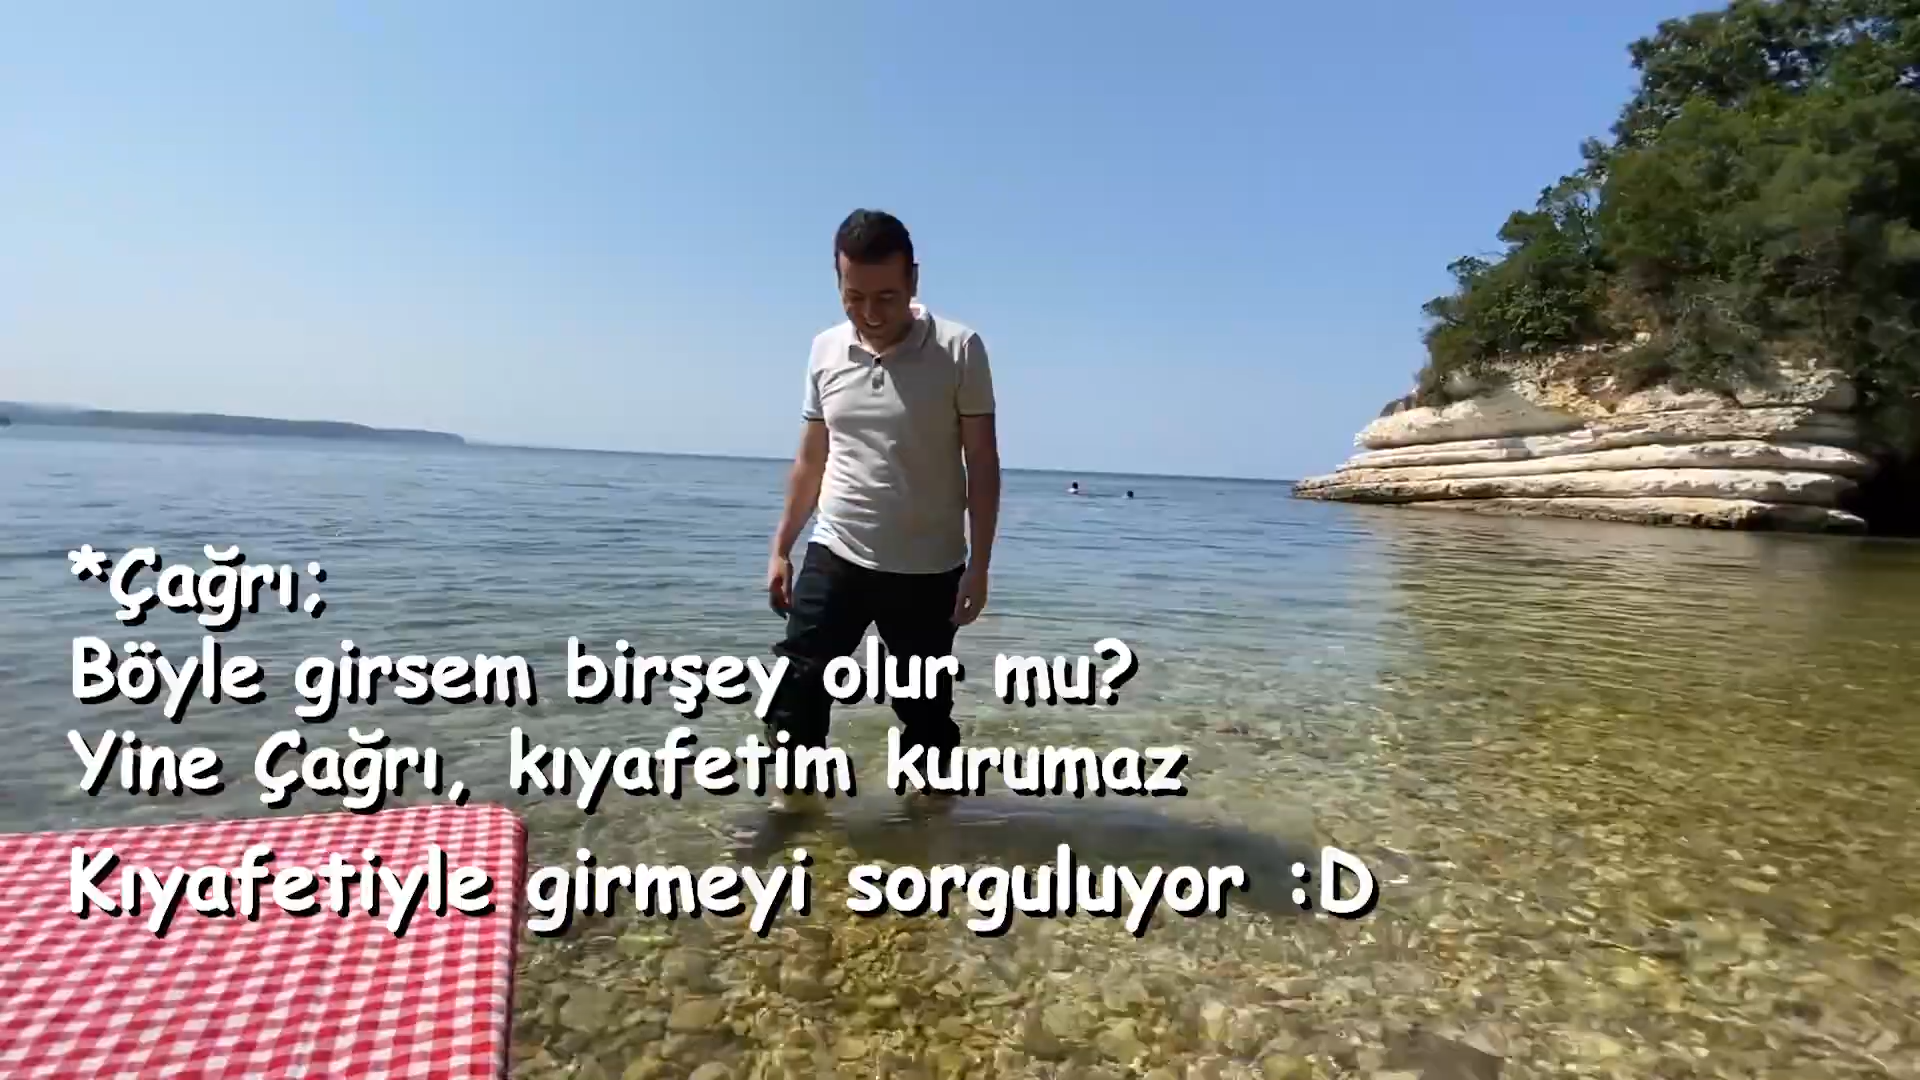 *Çağrı;
Böyle girsem birşey olur mu?
Yine Çağrı, kıyafetim kurumaz
Kıyafetiyle girmeyi sorguluyor :D